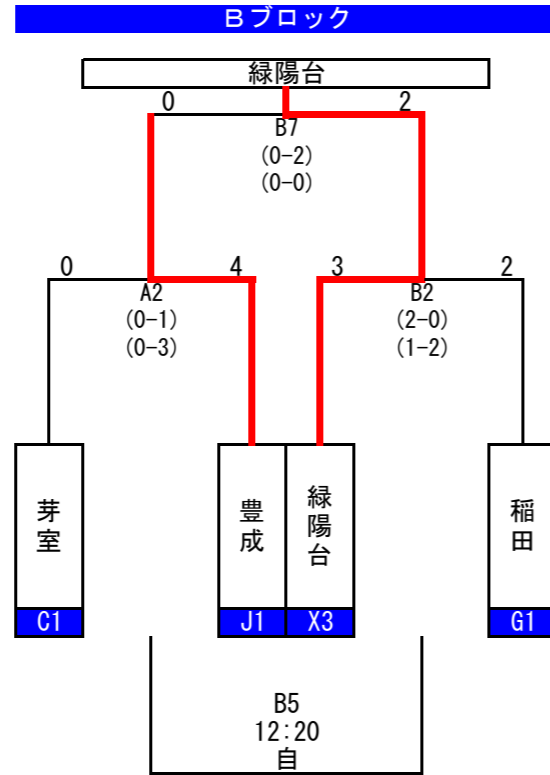 Bブロック
緑陽台
0 2
B7
(0-2)
(0-0)
0 4 3 2
A2 B2
(0-1) (2-0)
(0-3) (1-2)
芽室 豊成 緑陽台 稲田
C1 J1 X3 G1
B5
12:20
自